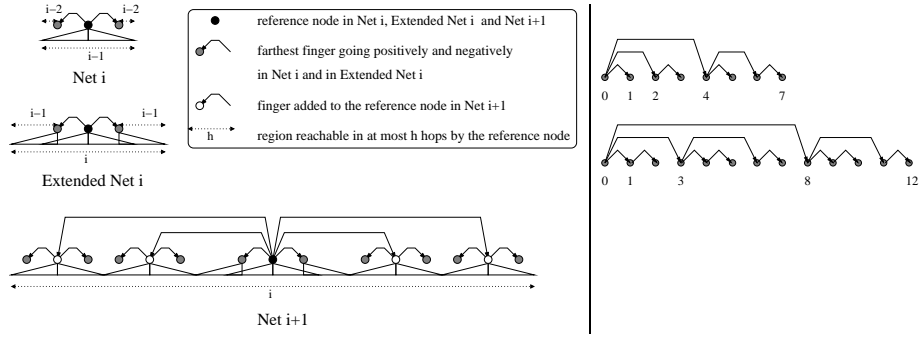 i−2 i−2
i−1
Net i
i−1 i−1
i
Extended Net i
reference node in Net i, Extended Net i and Net i+1
farthest finger going positively and negatively
in Net i and in Extended Net i
finger added to the reference node in Net i+1
h region reachable in at most h hops by the reference node
i
Net i+1
0 1 2 4 7
0 1 3 8 12